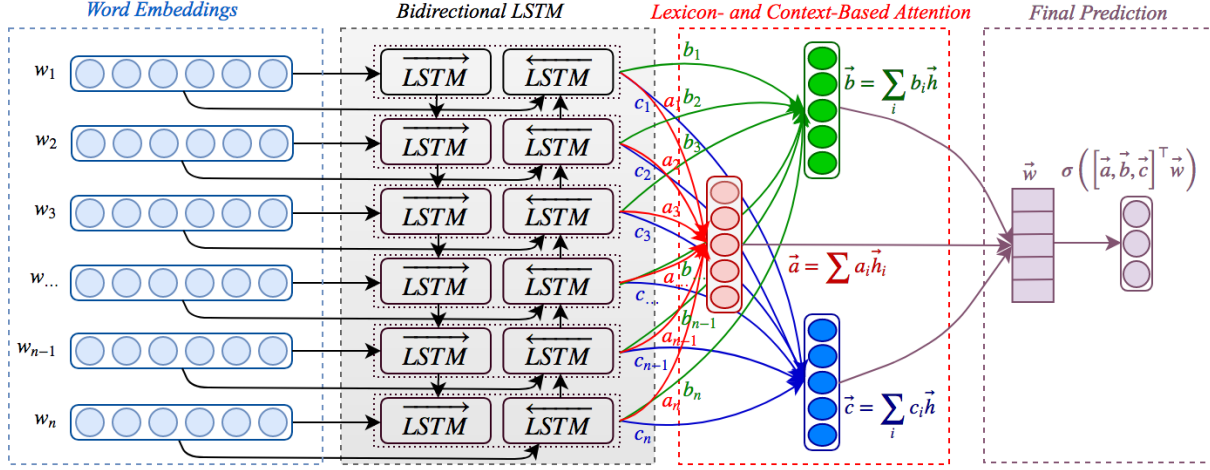 Word Embeddings
Bidirectional LSTM
Lexicon- and Context-Based Attention
Final Prediction
w₁
w₂
w₃
w...
wₙ₋₁
wₙ
LSTM LSTM
LSTM LSTM
LSTM LSTM
LSTM LSTM
LSTM LSTM
LSTM LSTM
b₁
b₂
b₃
b...
bₙ₋₁
bₙ
a₁
a₂
a₃
a...
aₙ₋₁
aₙ
c₁
c₂
c₃
c...
cₙ₋₁
cₙ
b⃗ = ∑ᵢ bᵢh⃗
a⃗ = ∑ aᵢh⃗ᵢ
c⃗ = ∑ᵢ cᵢh⃗
w⃗
σ([a⃗, b⃗, c⃗]⊤ w⃗)